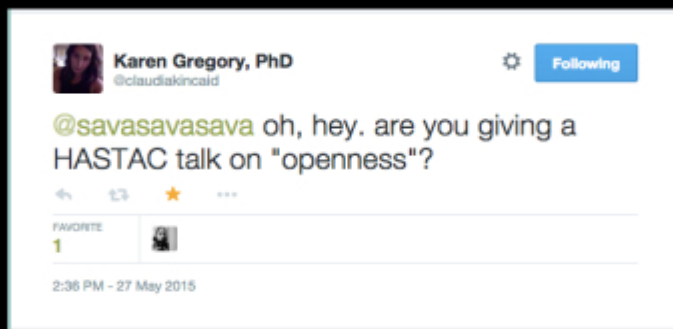 Karen Gregory, PhD
@claudiakincaid
Following
@savasavasava oh, hey. are you giving a
HASTAC talk on "openness"?
FAVORITE
1
2:36 PM - 27 May 2015